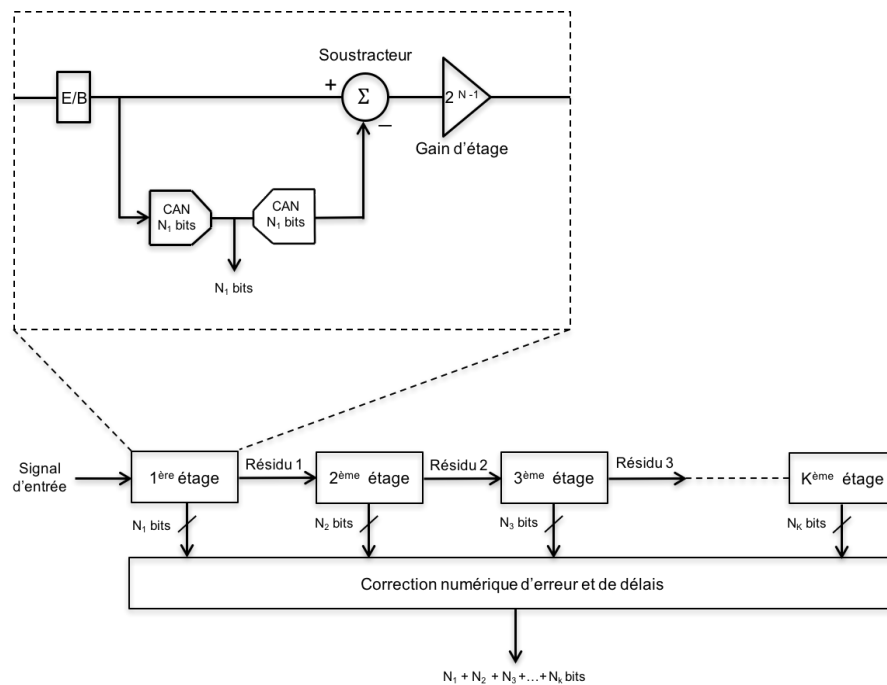 Soustracteur
E/B
+
Σ
−
2 N -1
Gain d'étage
CAN
N₁ bits
CAN
N₁ bits
N₁ bits
Signal
d'entrée
1ère étage
Résidu 1
2ème étage
Résidu 2
3ème étage
Résidu 3
Kème étage
N₁ bits
N₂ bits
N₃ bits
Nₖ bits
Correction numérique d'erreur et de délais
N₁ + N₂ + N₃ +…+ Nₖ bits